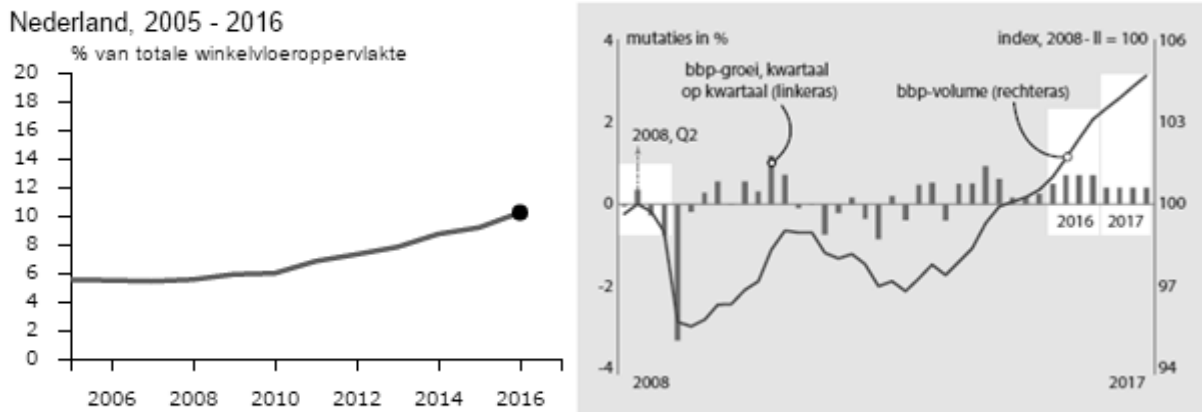 Nederland, 2005 - 2016
% van totale winkelvloeroppervlakte
20
18
16
14
12
10
8
6
4
2
0
2006 2008 2010 2012 2014 2016
4 mutaties in % index, 2008 - II = 100 106
bbp-groei, kwartaal
op kwartaal (linkeras)
bbp-volume (rechteras)
2 103
2008, Q2
0 100
2016 2017
-2 97
-4 94
2008 2017